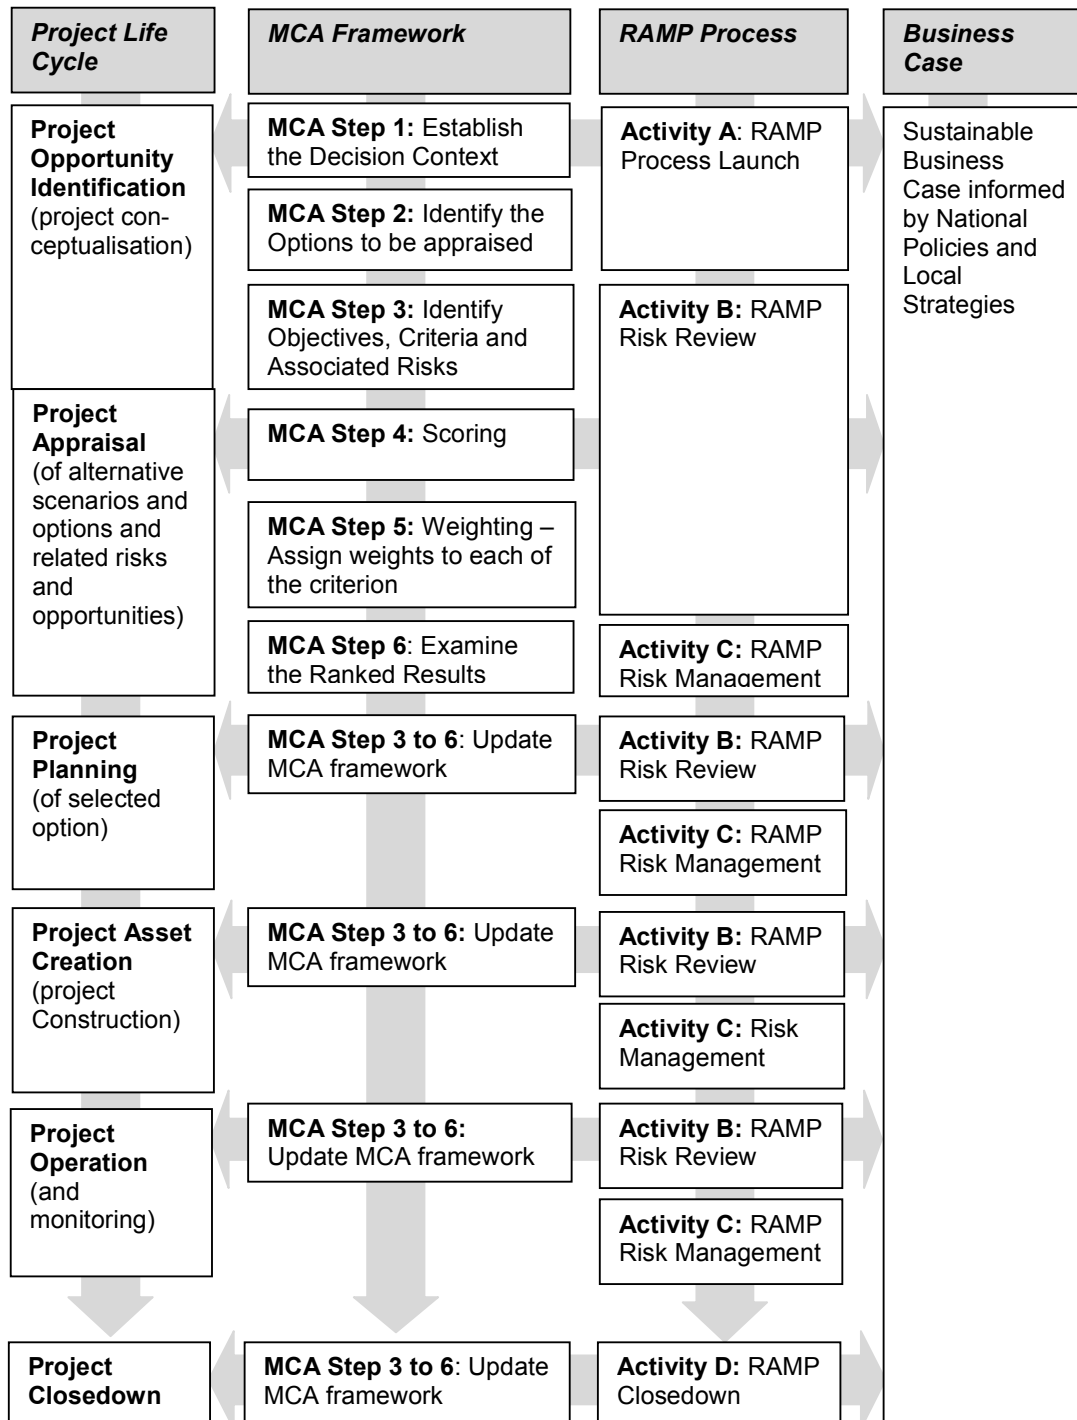 Project Life
Cycle
MCA Framework
RAMP Process
Business
Case
Project
Opportunity
Identification
(project con-
ceptualisation)
MCA Step 1: Establish
the Decision Context
Activity A: RAMP
Process Launch
Sustainable
Business
Case informed
by National
Policies and
Local
Strategies
MCA Step 2: Identify the
Options to be appraised
MCA Step 3: Identify
Objectives, Criteria and
Associated Risks
Activity B: RAMP
Risk Review
Project
Appraisal
(of alternative
scenarios and
options and
related risks
and
opportunities)
MCA Step 4: Scoring
MCA Step 5: Weighting –
Assign weights to each of
the criterion
MCA Step 6: Examine
the Ranked Results
Activity C: RAMP
Risk Management
Project
Planning
(of selected
option)
MCA Step 3 to 6: Update
MCA framework
Activity B: RAMP
Risk Review
Activity C: RAMP
Risk Management
Project Asset
Creation
(project
Construction)
MCA Step 3 to 6: Update
MCA framework
Activity B: RAMP
Risk Review
Activity C: Risk
Management
Project
Operation
(and
monitoring)
MCA Step 3 to 6:
Update MCA framework
Activity B: RAMP
Risk Review
Activity C: RAMP
Risk Management
Project
Closedown
MCA Step 3 to 6: Update
MCA framework
Activity D: RAMP
Closedown